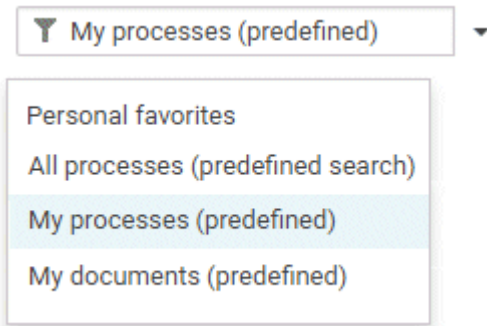 My processes (predefined)
Personal favorites
All processes (predefined search)
My processes (predefined)
My documents (predefined)